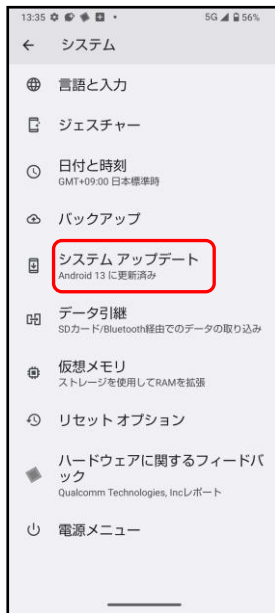 13:35 5G 56%
システム
言語と入力
ジェスチャー
日付と時刻
GMT+09:00 日本標準時
バックアップ
システム アップデート
Android 13 に更新済み
データ引継
SDカード/Bluetooth経由でのデータの取り込み
仮想メモリ
ストレージを使用してRAMを拡張
リセット オプション
ハードウェアに関するフィードバ
ック
Qualcomm Technologies, Incレポート
電源メニュー